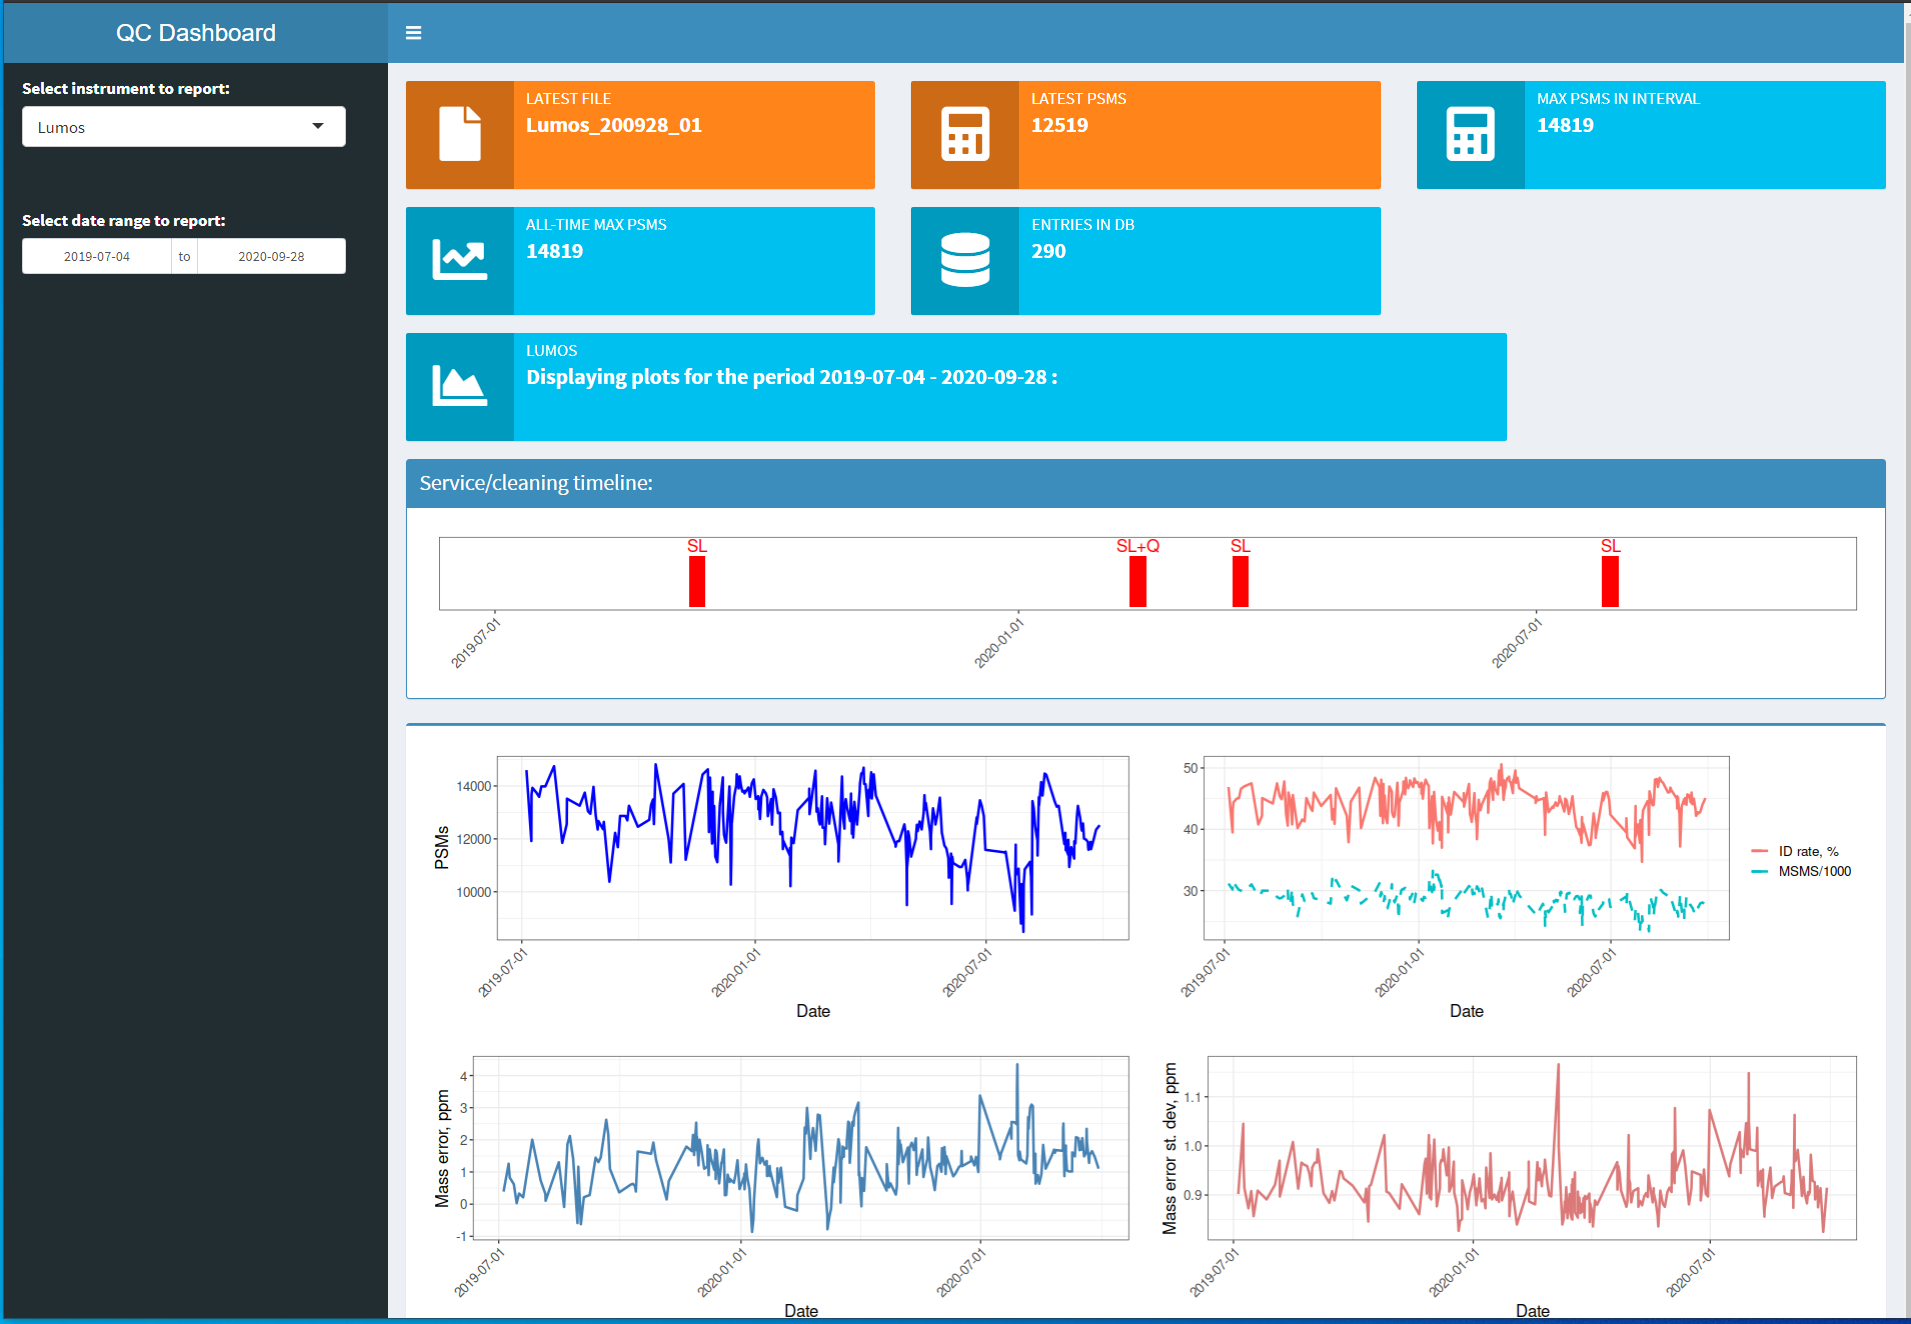 QC Dashboard
Select instrument to report:
Lumos
Select date range to report:
2019-07-04 to 2020-09-28
LATEST FILE
Lumos_200928_01
LATEST PSMS
12519
MAX PSMS IN INTERVAL
14819
ALL-TIME MAX PSMS
14819
ENTRIES IN DB
290
LUMOS
Displaying plots for the period 2019-07-04 - 2020-09-28 :
Service/cleaning timeline:
SL SL+Q SL SL
2019-07-01 2020-01-01 2020-07-01
PSMs
14000
12000
10000
2019-07-01 2020-01-01 2020-07-01
Date
50
40
30
2019-07-01 2020-01-01 2020-07-01
Date
ID rate, %
MSMS/1000
Mass error, ppm
4
3
2
1
0
-1
2019-07-01 2020-01-01 2020-07-01
Date
Mass error st. dev, ppm
1.1
1.0
0.9
2019-07-01 2020-01-01 2020-07-01
Date